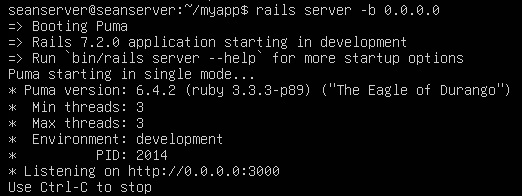 seanserver@seanserver:~/myapp$ rails server -b 0.0.0.0
=> Booting Puma
=> Rails 7.2.0 application starting in development
=> Run `bin/rails server --help` for more startup options
Puma starting in single mode...
* Puma version: 6.4.2 (ruby 3.3.3-p89) ("The Eagle of Durango")
*  Min threads: 3
*  Max threads: 3
*  Environment: development
*          PID: 2014
* Listening on http://0.0.0.0:3000
Use Ctrl-C to stop